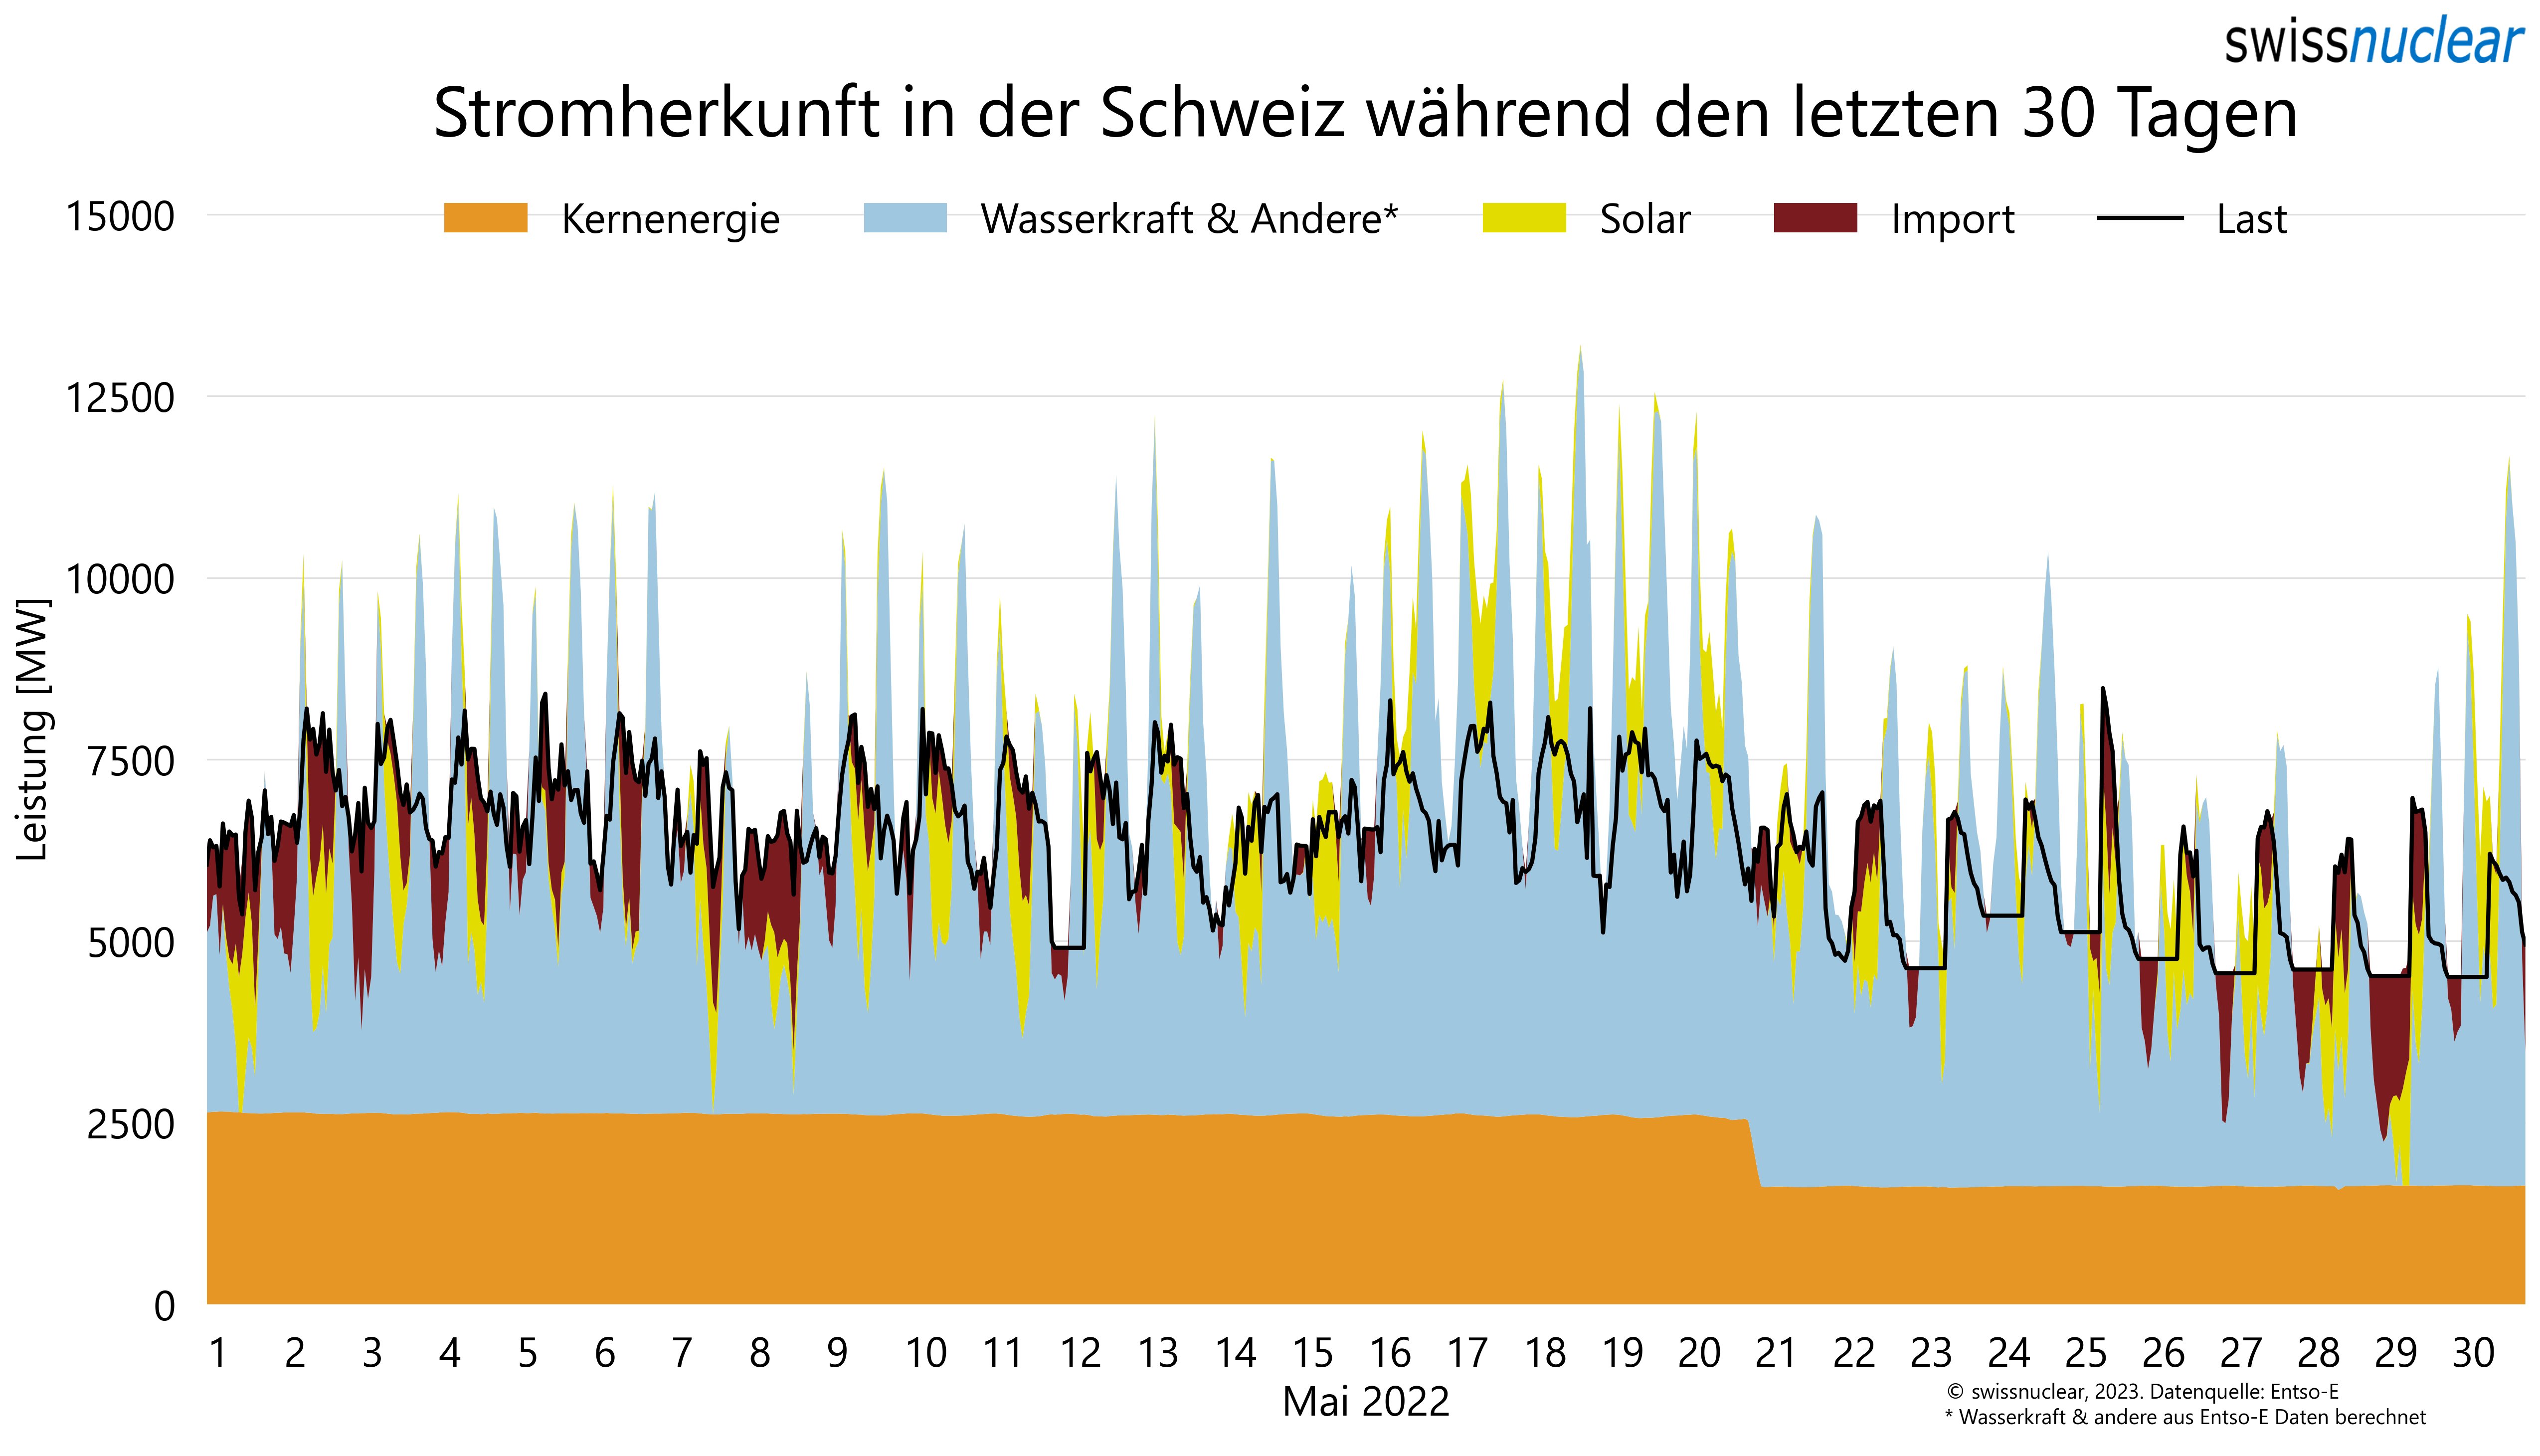 swissnuclear
Stromherkunft in der Schweiz während den letzten 30 Tagen
Kernenergie Wasserkraft & Andere* Solar Import Last
15000
12500
10000
7500
5000
2500
0
Leistung [MW]
1 2 3 4 5 6 7 8 9 10 11 12 13 14 15 16 17 18 19 20 21 22 23 24 25 26 27 28 29 30
Mai 2022
© swissnuclear, 2023. Datenquelle: Entso-E
* Wasserkraft & andere aus Entso-E Daten berechnet